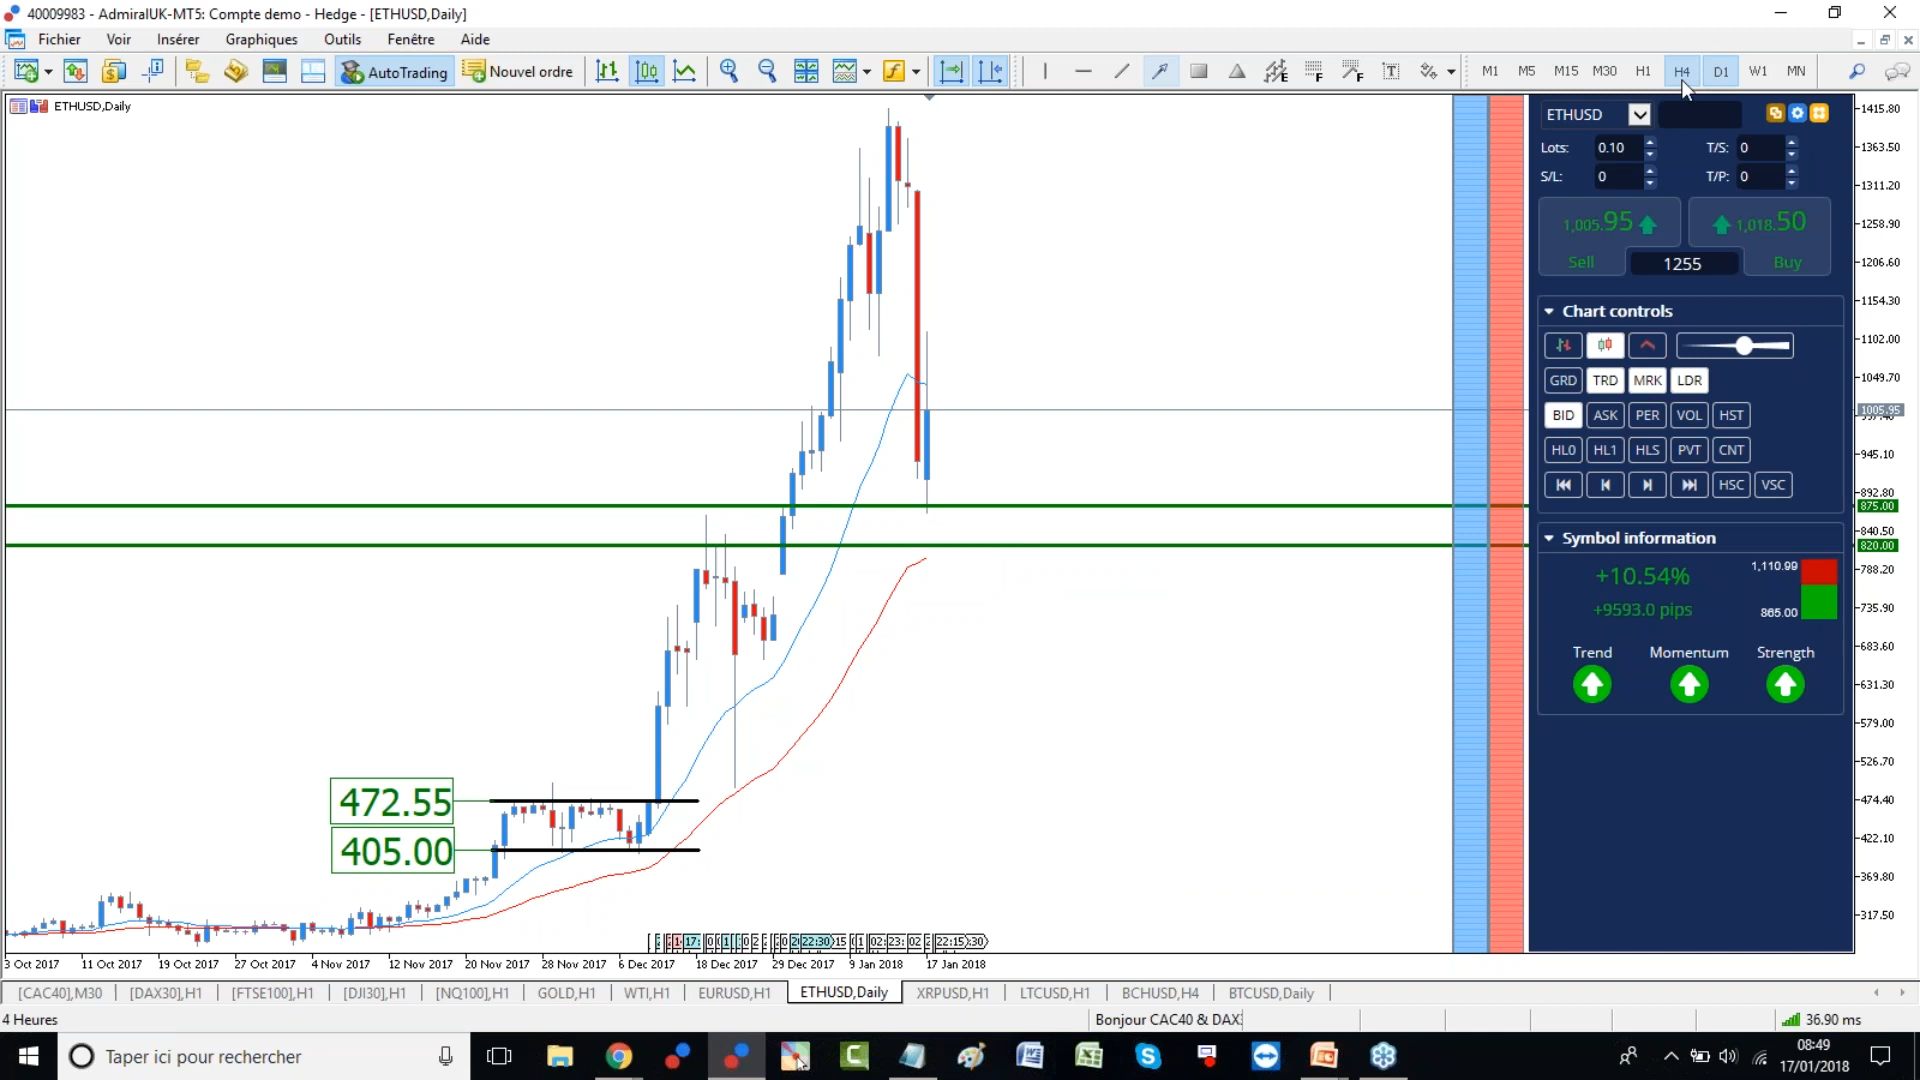 40009983 - AdmiralUK-MT5: Compte demo - Hedge - [ETHUSD,Daily]
Fichier Voir Insérer Graphiques Outils Fenêtre Aide
AutoTrading Nouvel ordre M1 M5 M15 M30 H1 H4 D1 W1 MN
ETHUSD,Daily
ETHUSD
Lots: 0.10 T/S: 0
S/L: 0 T/P: 0
1,005.95 1,018.50
Sell 1255 Buy
Chart controls
GRD TRD MRK LDR
BID ASK PER VOL HST
HL0 HL1 HLS PVT CNT
HSC VSC
Symbol information
+10.54% 1,110.99
+9593.0 pips 865.00
Trend Momentum Strength
1415.80
1363.50
1311.20
1258.90
1206.60
1154.30
1102.00
1049.70
1005.95
945.10
892.80
875.00
840.50
820.00
788.20
735.90
683.60
631.30
579.00
526.70
474.40
422.10
369.80
317.50
472.55
405.00
22:30 15 02: 23: 02 22:15 :30
3 Oct 2017 11 Oct 2017 19 Oct 2017 27 Oct 2017 4 Nov 2017 12 Nov 2017 20 Nov 2017 28 Nov 2017 6 Dec 2017 18 Dec 2017 29 Dec 2017 9 Jan 2018 17 Jan 2018
[CAC40],M30 [DAX30],H1 [FTSE100],H1 [DJI30],H1 [NQ100],H1 GOLD,H1 WTI,H1 EURUSD,H1 ETHUSD,Daily XRPUSD,H1 LTCUSD,H1 BCHUSD,H4 BTCUSD,Daily
4 Heures Bonjour CAC40 & DAX3 36.90 ms
Taper ici pour rechercher
08:49
17/01/2018